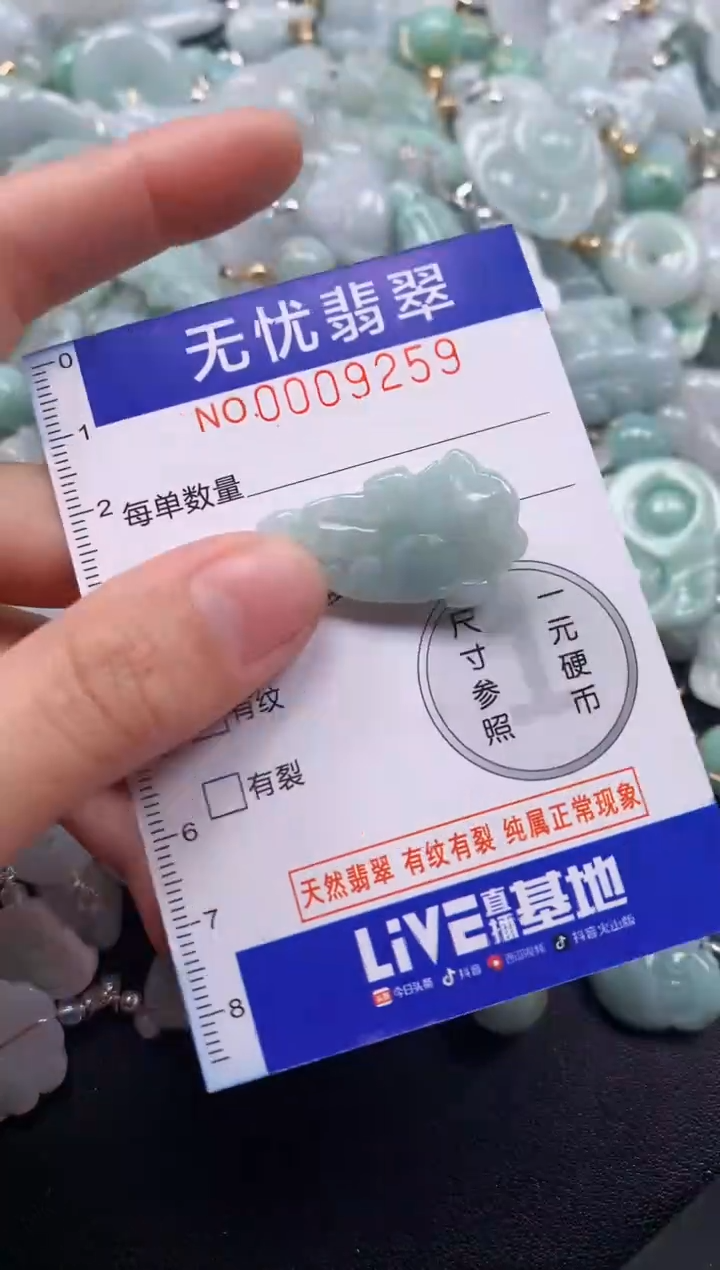 无忧翡翠
NO.0009259
0
1
2
每单数量
一元硬币
尺寸参照
有纹
有裂
6
7
8
天然翡翠 有纹有裂 纯属正常现象
LIVE直播基地
今日头条 抖音 西瓜视频 抖音火山版